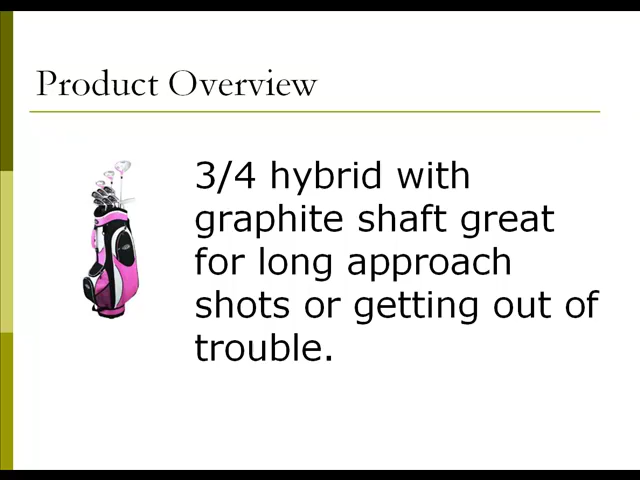 Product Overview
3/4 hybrid with
graphite shaft great
for long approach
shots or getting out of
trouble.